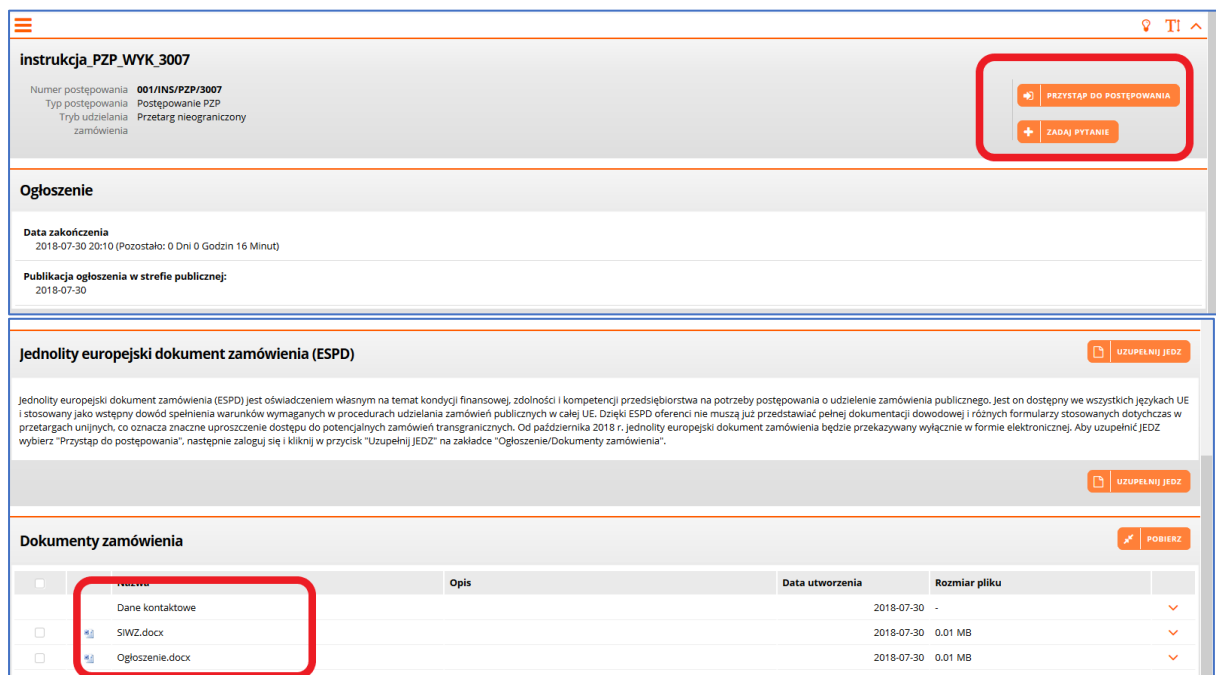 TI
instrukcja_PZP_WYK_3007
Numer postępowania 001/INS/PZP/3007
Typ postępowania Postępowanie PZP
Tryb udzielania Przetarg nieograniczony
zamówienia
PRZYSTĄP DO POSTĘPOWANIA
ZADAJ PYTANIE
Ogłoszenie
Data zakończenia
2018-07-30 20:10 (Pozostało: 0 Dni 0 Godzin 16 Minut)
Publikacja ogłoszenia w strefie publicznej:
2018-07-30
Jednolity europejski dokument zamówienia (ESPD)
UZUPEŁNIJ JEDZ
Jednolity europejski dokument zamówienia (ESPD) jest oświadczeniem własnym na temat kondycji finansowej, zdolności i kompetencji przedsiębiorstwa na potrzeby postępowania o udzielenie zamówienia publicznego. Jest on dostępny we wszystkich językach UE
i stosowany jako wstępny dowód spełnienia warunków wymaganych w procedurach udzielania zamówień publicznych w całej UE. Dzięki ESPD oferenci nie muszą już przedstawiać pełnej dokumentacji dowodowej i różnych formularzy stosowanych dotychczas w
przetargach unijnych, co oznacza znaczne uproszczenie dostępu do potencjalnych zamówień transgranicznych. Od października 2018 r. jednolity europejski dokument zamówienia będzie przekazywany wyłącznie w formie elektronicznej. Aby uzupełnić JEDZ
wybierz "Przystąp do postępowania", następnie zaloguj się i kliknij w przycisk "Uzupełnij JEDZ" na zakładce "Ogłoszenie/Dokumenty zamówienia".
UZUPEŁNIJ JEDZ
Dokumenty zamówienia
POBIERZ
Nazwa Opis Data utworzenia Rozmiar pliku
Dane kontaktowe 2018-07-30 -
SIWZ.docx 2018-07-30 0.01 MB
Ogłoszenie.docx 2018-07-30 0.01 MB